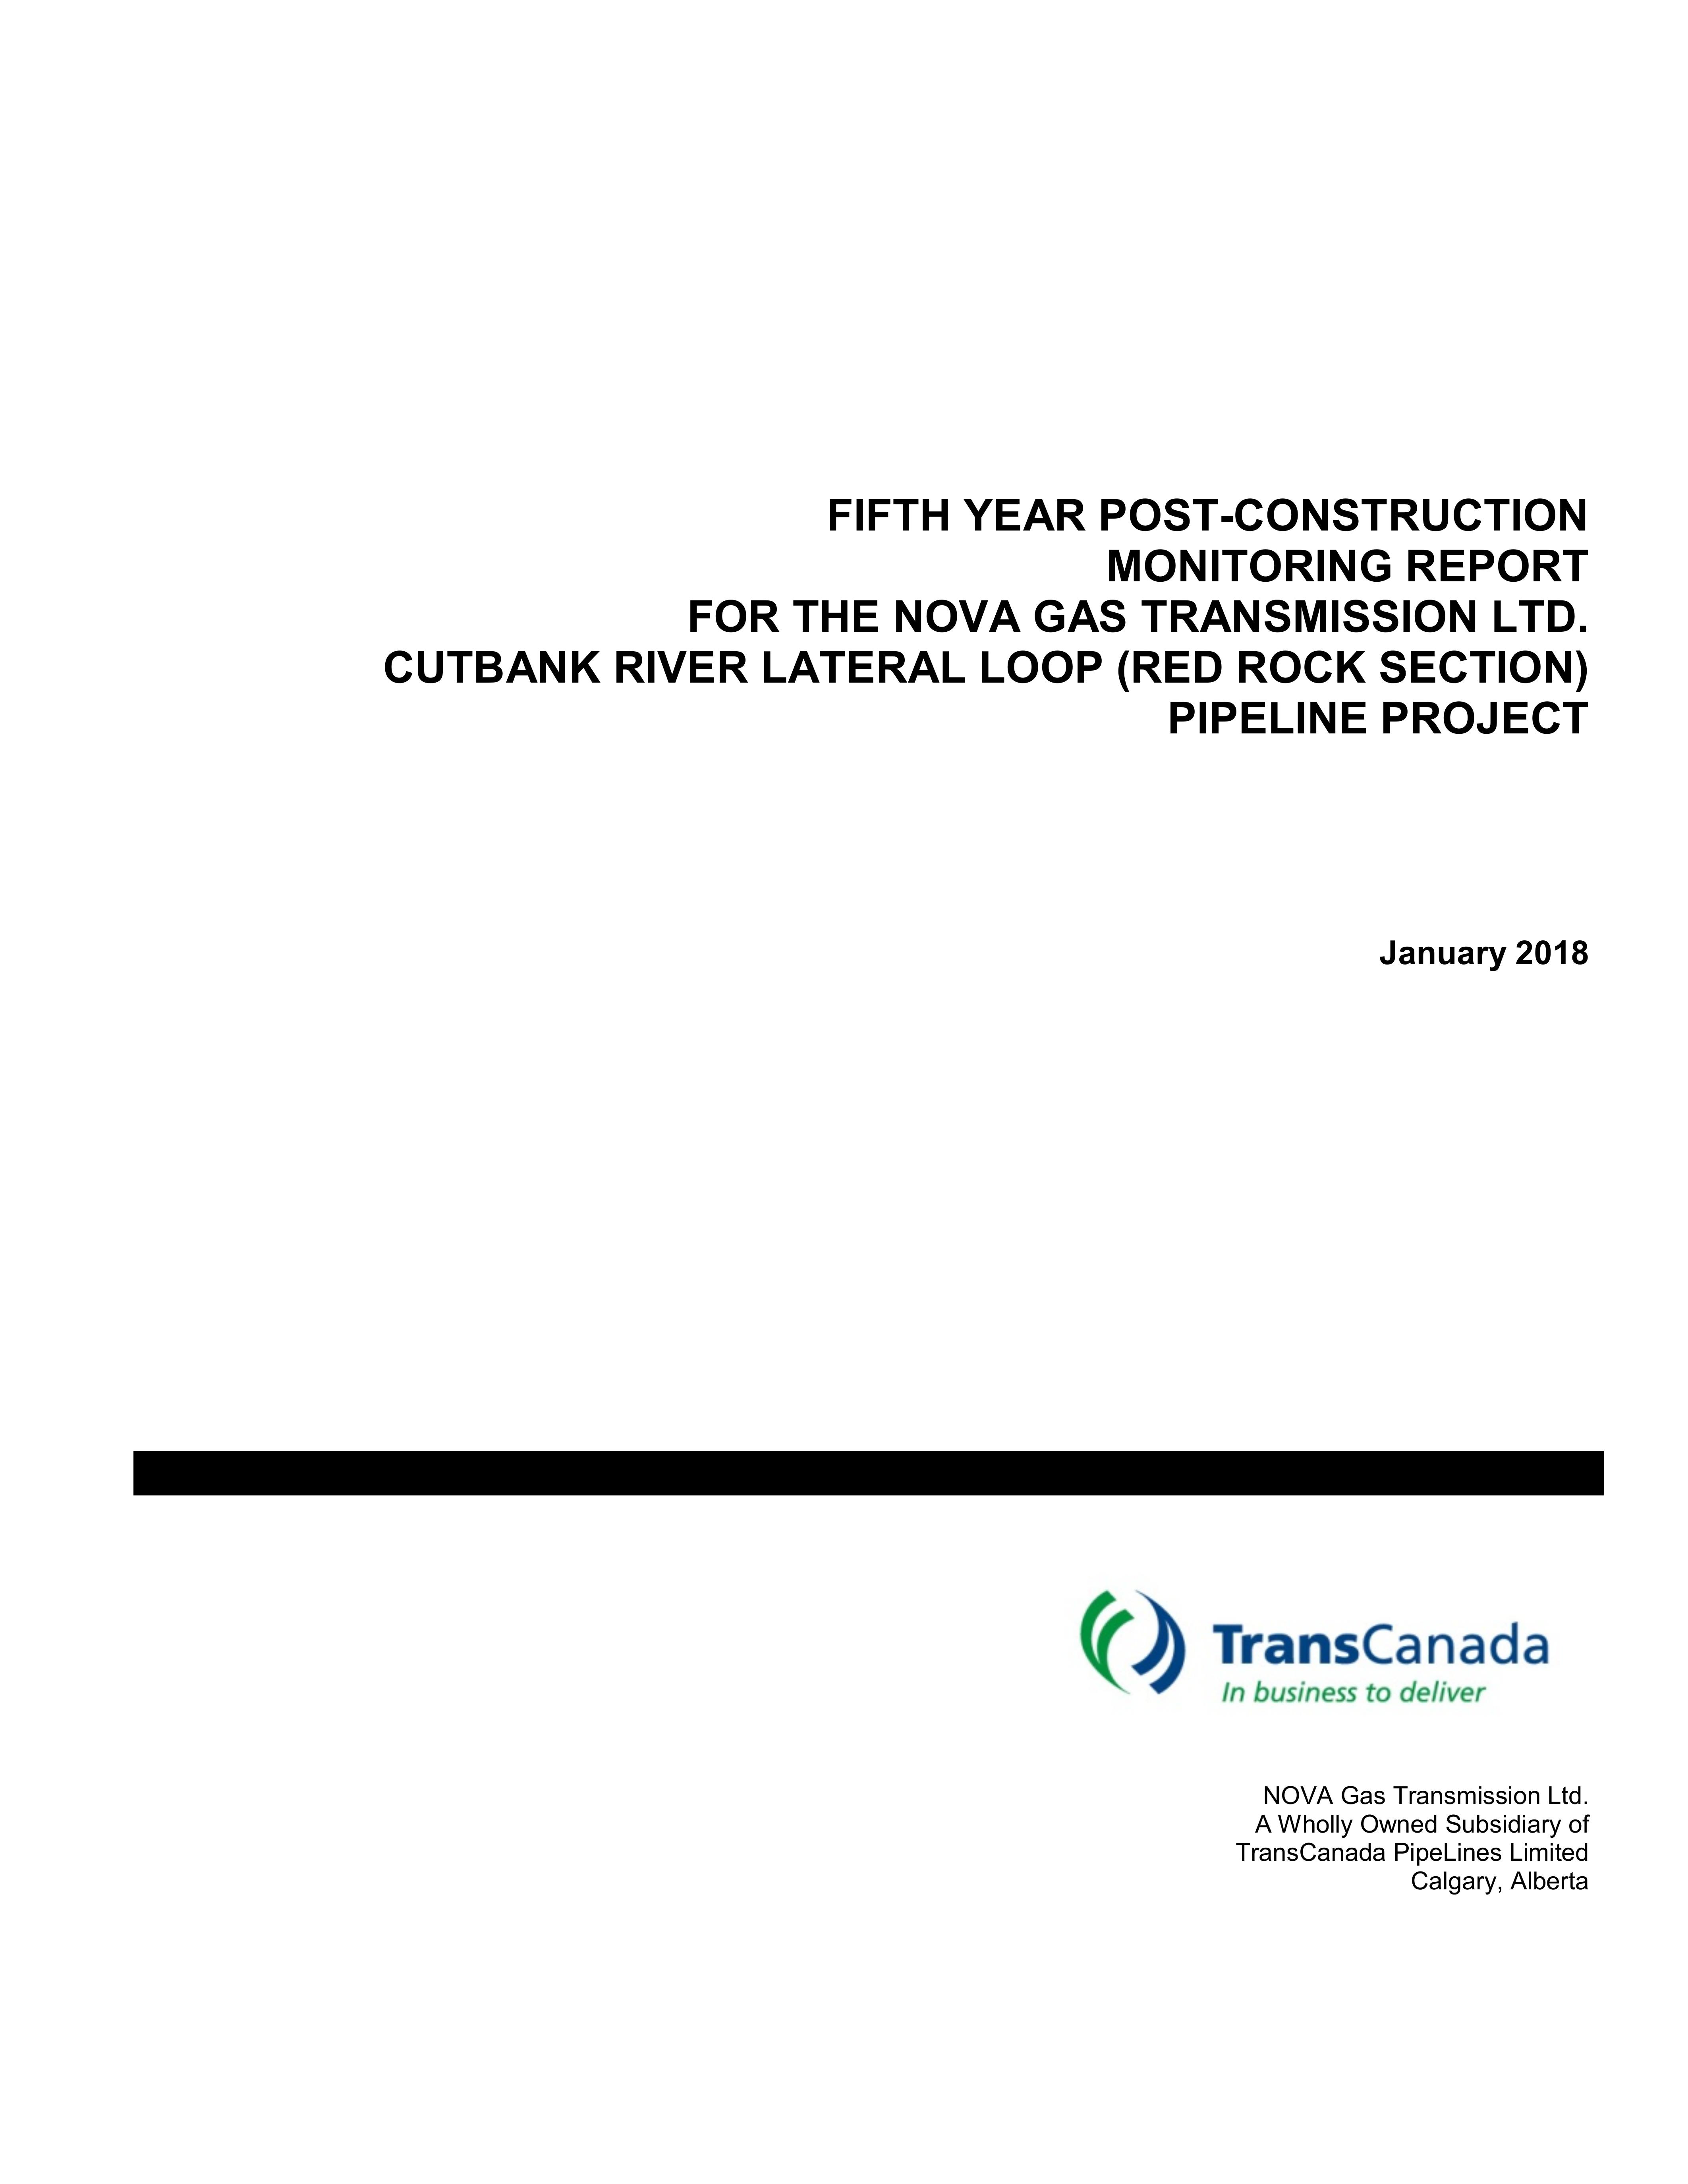 FIFTH YEAR POST-CONSTRUCTION
MONITORING REPORT
FOR THE NOVA GAS TRANSMISSION LTD.
CUTBANK RIVER LATERAL LOOP (RED ROCK SECTION)
PIPELINE PROJECT
January 2018
TransCanada
In business to deliver
NOVA Gas Transmission Ltd.
A Wholly Owned Subsidiary of
TransCanada PipeLines Limited
Calgary, Alberta